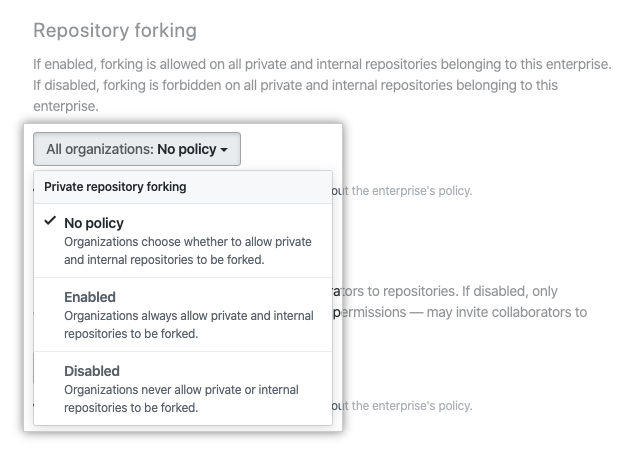 Repository forking
If enabled, forking is allowed on all private and internal repositories belonging to this enterprise.
If disabled, forking is forbidden on all private and internal repositories belonging to this
enterprise.
All organizations: No policy
Private repository forking
the enterprise's policy.
No policy
Organizations choose whether to allow private
and internal repositories to be forked.
Enabled
to repositories. If disabled, only
Organizations always allow private and internal
permissions — may invite collaborators to
repositories to be forked.
Disabled
Organizations never allow private or internal
repositories to be forked.
the enterprise's policy.